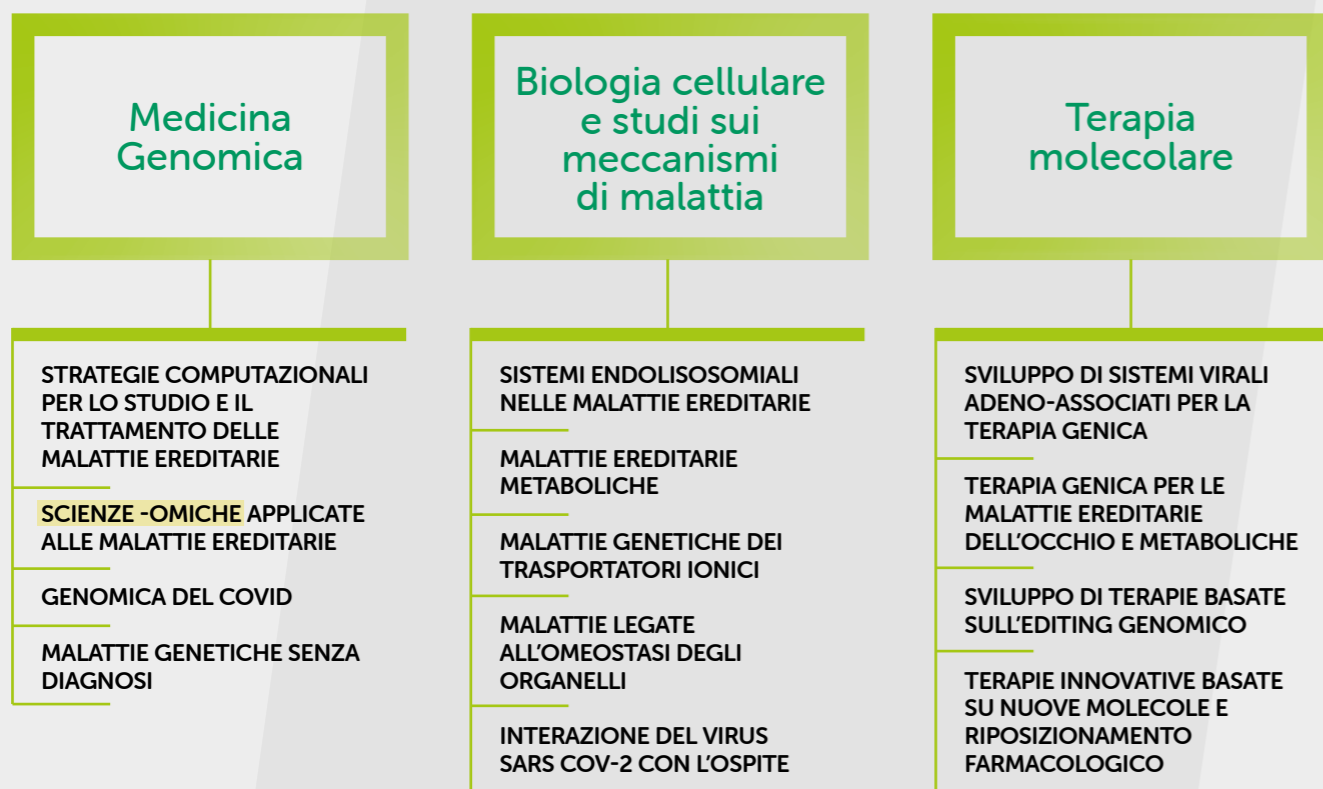 Medicina
Genomica
STRATEGIE COMPUTAZIONALI
PER LO STUDIO E IL
TRATTAMENTO DELLE
MALATTIE EREDITARIE
SCIENZE -OMICHE APPLICATE
ALLE MALATTIE EREDITARIE
GENOMICA DEL COVID
MALATTIE GENETICHE SENZA
DIAGNOSI
Biologia cellulare
e studi sui
meccanismi
di malattia
SISTEMI ENDOLISOSOMIALI
NELLE MALATTIE EREDITARIE
MALATTIE EREDITARIE
METABOLICHE
MALATTIE GENETICHE DEI
TRASPORTATORI IONICI
MALATTIE LEGATE
ALL'OMEOSTASI DEGLI
ORGANELLI
INTERAZIONE DEL VIRUS
SARS COV-2 CON L'OSPITE
Terapia
molecolare
SVILUPPO DI SISTEMI VIRALI
ADENO-ASSOCIATI PER LA
TERAPIA GENICA
TERAPIA GENICA PER LE
MALATTIE EREDITARIE
DELL'OCCHIO E METABOLICHE
SVILUPPO DI TERAPIE BASATE
SULL'EDITING GENOMICO
TERAPIE INNOVATIVE BASATE
SU NUOVE MOLECOLE E
RIPOSIZIONAMENTO
FARMACOLOGICO